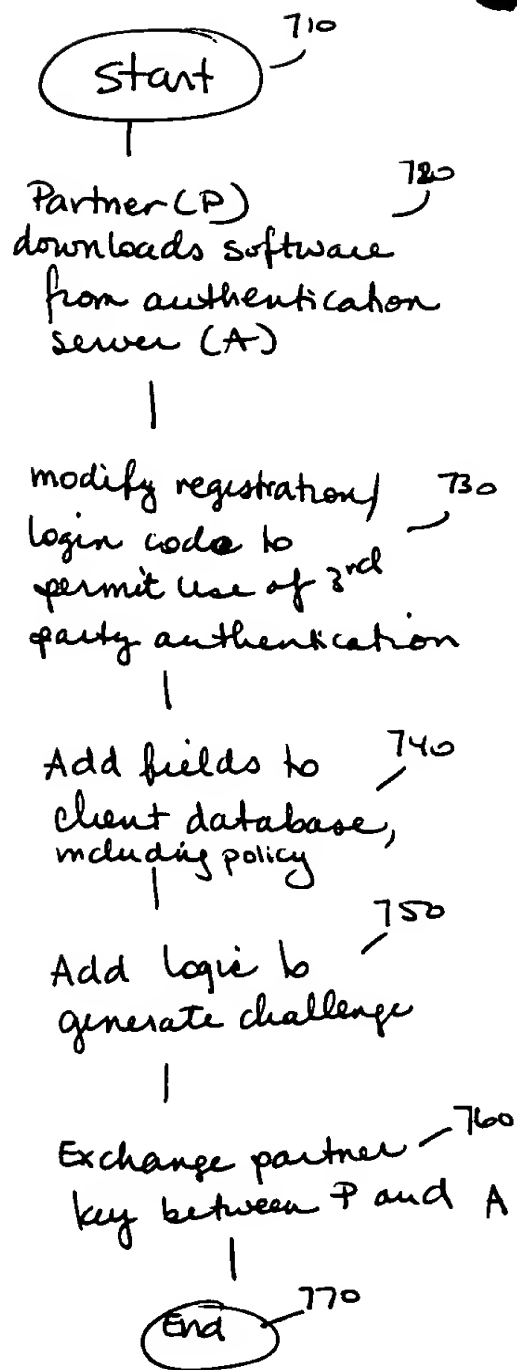 710
Start
720
Partner (P)
downloads software
from authentication
server (A)
modify registration/ 730
login code to
permit use of 3rd
party authentication
Add fields to 740
client database,
including policy
750
Add logic to
generate challenge
Exchange partner 760
key between P and A
End 770